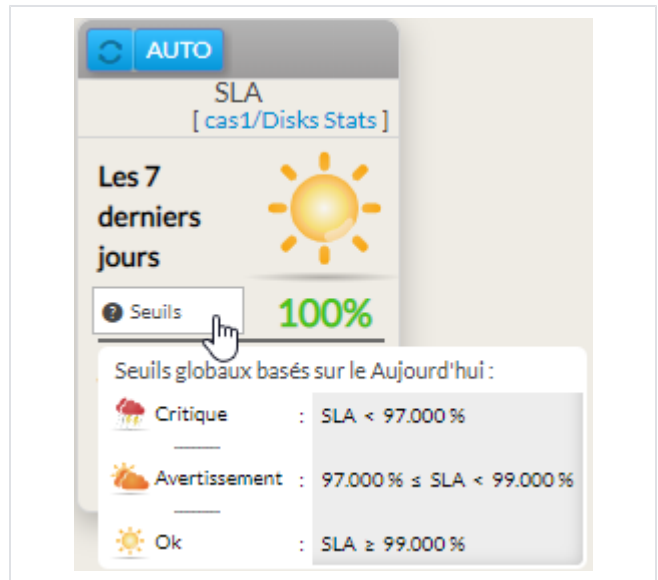 AUTO
SLA
[ cas1/Disks Stats ]
Les 7
derniers
jours
? Seuils
100%
Seuils globaux basés sur le Aujourd'hui :
Critique : SLA < 97.000 %
Avertissement : 97.000 % ≤ SLA < 99.000 %
Ok : SLA ≥ 99.000 %